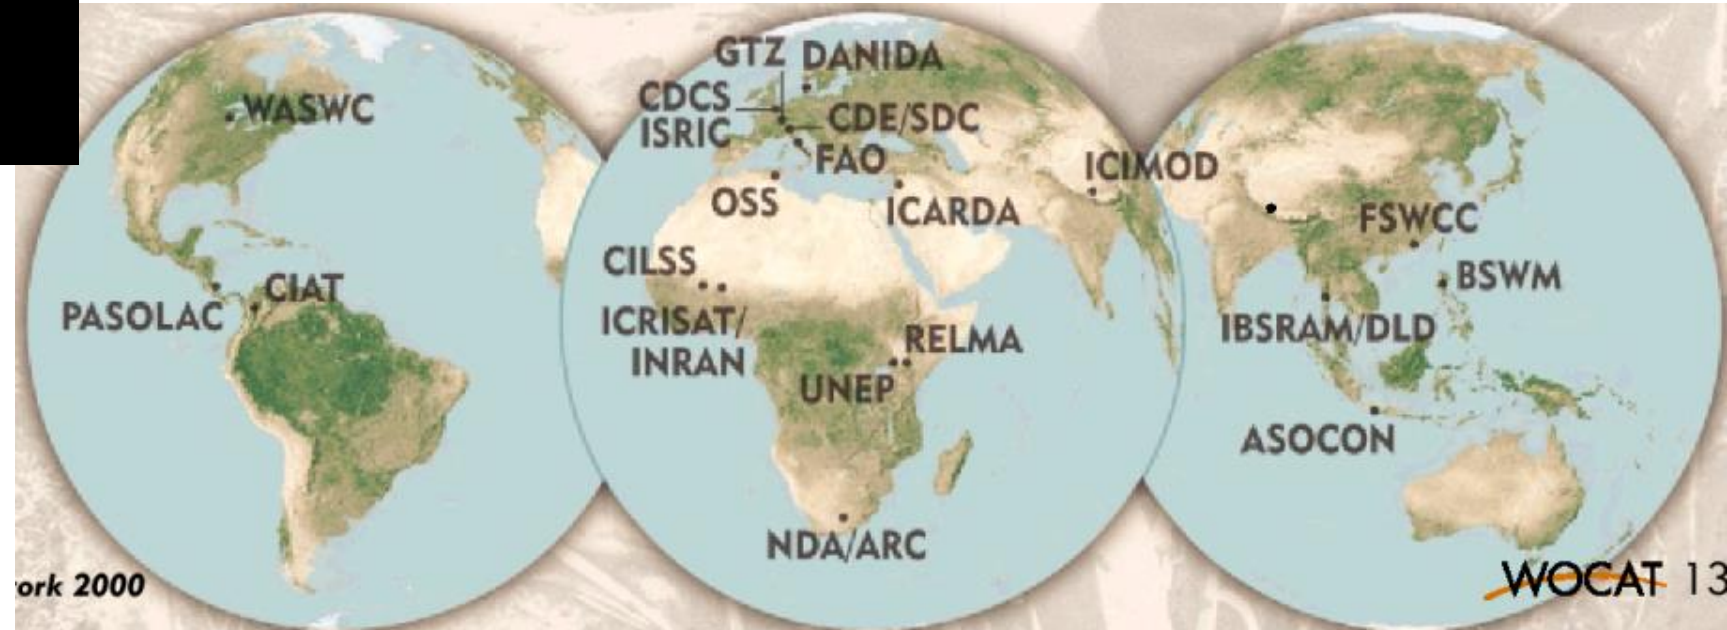 GTZ DANIDA
CDCS
ISRIC
CDE/SDC
FAO
OSS
ICARDA
ICIMOD
WASWC
CIAT
PASOLAC
CILSS
ICRISAT/
INRAN
RELMA
UNEP
NDA/ARC
FSWCC
BSWM
IBSRAM/DLD
ASOCON
ork 2000
WOCAT 13